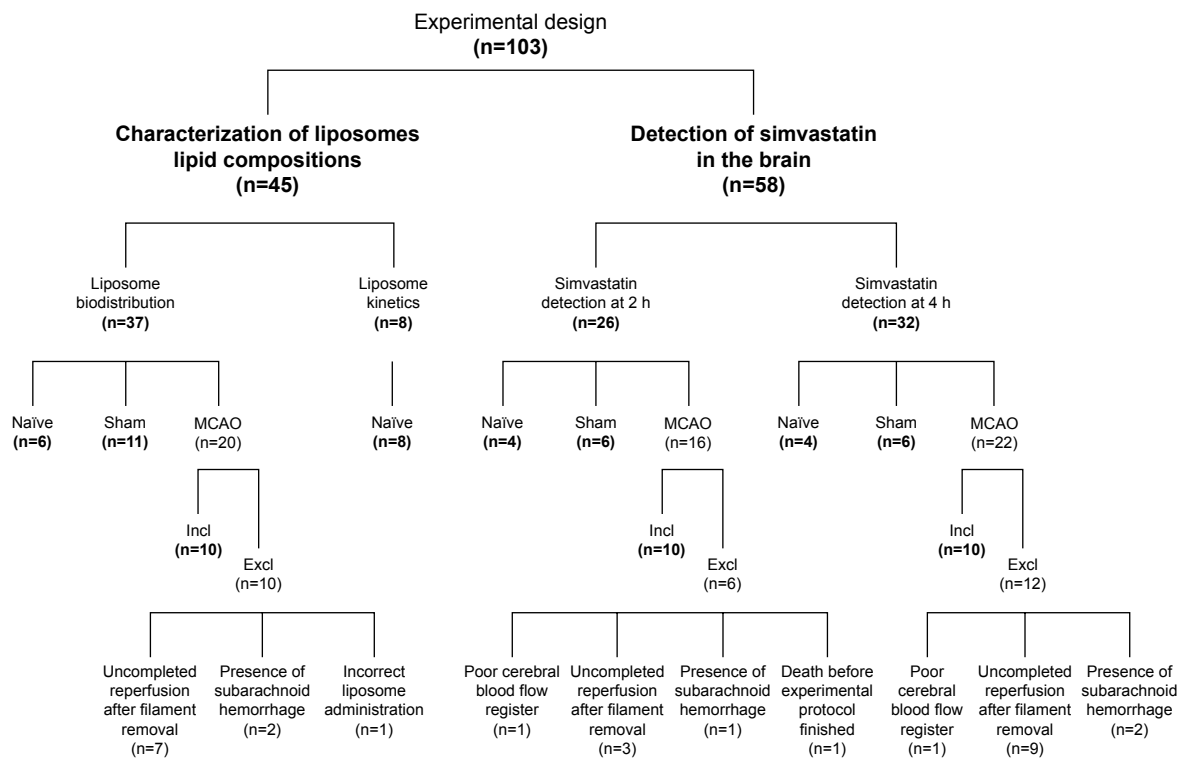 Experimental design
(n=103)
Characterization of liposomes
lipid compositions
(n=45)
Detection of simvastatin
in the brain
(n=58)
Liposome
biodistribution
(n=37)
Liposome
kinetics
(n=8)
Simvastatin
detection at 2 h
(n=26)
Simvastatin
detection at 4 h
(n=32)
Naïve
(n=6)
Sham
(n=11)
MCAO
(n=20)
Naïve
(n=8)
Naïve
(n=4)
Sham
(n=6)
MCAO
(n=16)
Naïve
(n=4)
Sham
(n=6)
MCAO
(n=22)
Incl
(n=10)
Excl
(n=10)
Incl
(n=10)
Excl
(n=6)
Incl
(n=10)
Excl
(n=12)
Uncompleted
reperfusion
after filament
removal
(n=7)
Presence of
subarachnoid
hemorrhage
(n=2)
Incorrect
liposome
administration
(n=1)
Poor cerebral
blood flow
register
(n=1)
Uncompleted
reperfusion
after filament
removal
(n=3)
Presence of
subarachnoid
hemorrhage
(n=1)
Death before
experimental
protocol
finished
(n=1)
Poor
cerebral
blood flow
register
(n=1)
Uncompleted
reperfusion
after filament
removal
(n=9)
Presence of
subarachnoid
hemorrhage
(n=2)